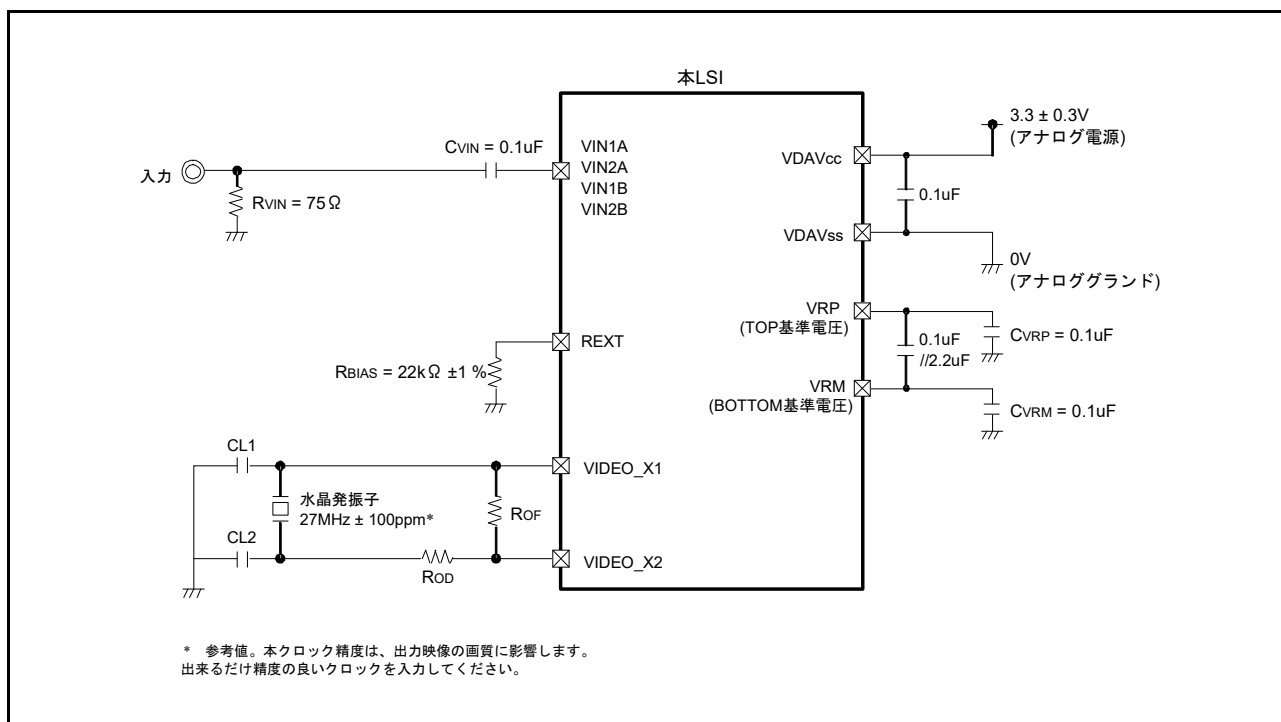 本LSI
入力
RVIN = 75Ω
CVIN = 0.1uF
VIN1A
VIN2A
VIN1B
VIN2B
REXT
RBIAS = 22kΩ ±1 %
CL1
水晶発振子
27MHz ± 100ppm*
CL2
ROF
ROD
VIDEO_X1
VIDEO_X2
VDAVcc
3.3 ± 0.3V
(アナログ電源)
0.1uF
VDAVss
0V
(アナロググランド)
VRP
(TOP基準電圧)
0.1uF
//2.2uF
CVRP = 0.1uF
VRM
(BOTTOM基準電圧)
CVRM = 0.1uF
* 参考値。本クロック精度は、出力映像の画質に影響します。
出来るだけ精度の良いクロックを入力してください。